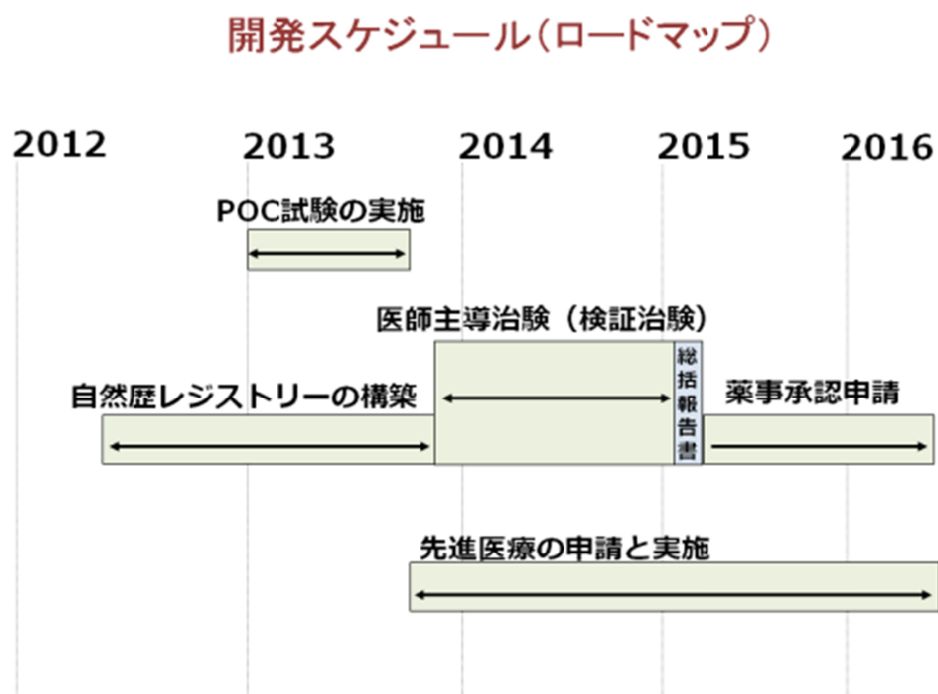 開発スケジュール(ロードマップ)
2012 2013 2014 2015 2016
POC試験の実施
医師主導治験(検証治験)
総括報告書
自然歴レジストリーの構築
薬事承認申請
先進医療の申請と実施